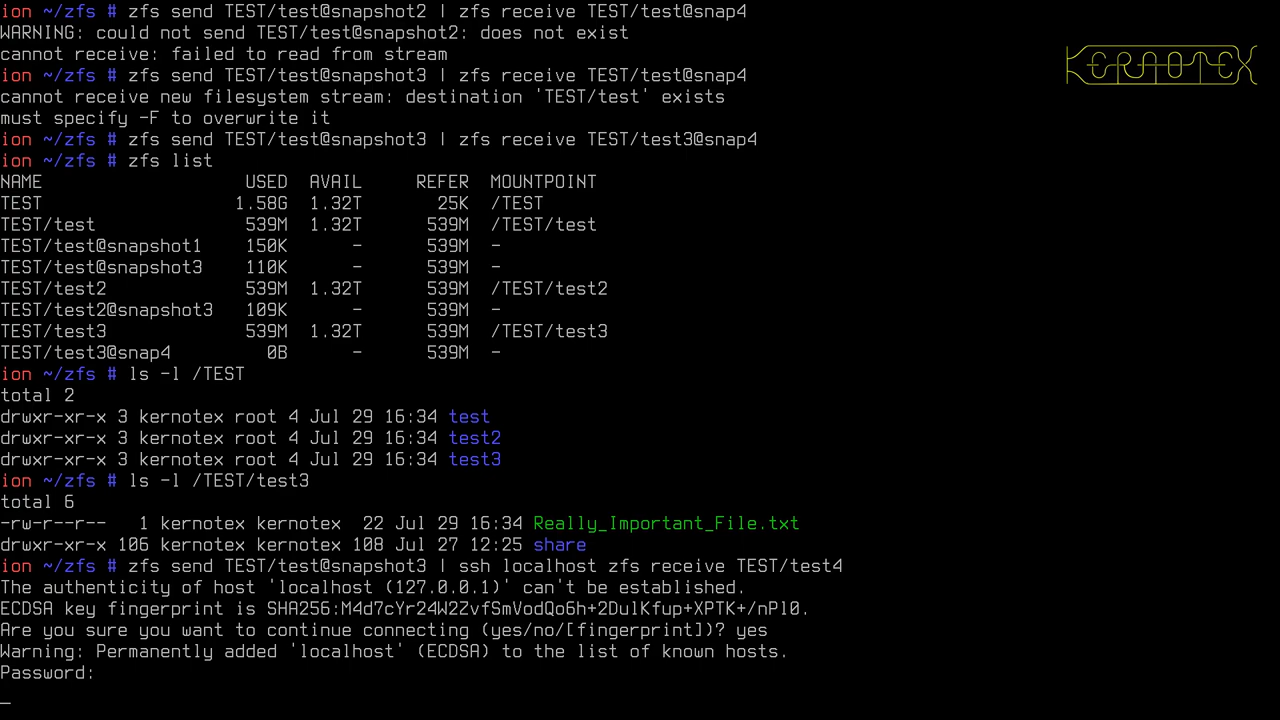 ion ~/zfs # zfs send TEST/test@snapshot2 | zfs receive TEST/test@snap4
WARNING: could not send TEST/test@snapshot2: does not exist
cannot receive: failed to read from stream
ion ~/zfs # zfs send TEST/test@snapshot3 | zfs receive TEST/test@snap4
cannot receive new filesystem stream: destination 'TEST/test' exists
must specify -F to overwrite it
ion ~/zfs # zfs send TEST/test@snapshot3 | zfs receive TEST/test3@snap4
ion ~/zfs # zfs list
NAME USED AVAIL REFER MOUNTPOINT
TEST 1.58G 1.32T 25K /TEST
TEST/test 539M 1.32T 539M /TEST/test
TEST/test@snapshot1 150K - 539M -
TEST/test@snapshot3 110K - 539M -
TEST/test2 539M 1.32T 539M /TEST/test2
TEST/test2@snapshot3 109K - 539M -
TEST/test3 539M 1.32T 539M /TEST/test3
TEST/test3@snap4 0B - 539M -
ion ~/zfs # ls -l /TEST
total 2
drwxr-xr-x 3 kernotex root 4 Jul 29 16:34 test
drwxr-xr-x 3 kernotex root 4 Jul 29 16:34 test2
drwxr-xr-x 3 kernotex root 4 Jul 29 16:34 test3
ion ~/zfs # ls -l /TEST/test3
total 6
-rw-r--r-- 1 kernotex kernotex 22 Jul 29 16:34 Really_Important_File.txt
drwxr-xr-x 106 kernotex kernotex 108 Jul 27 12:25 share
ion ~/zfs # zfs send TEST/test@snapshot3 | ssh localhost zfs receive TEST/test4
The authenticity of host 'localhost (127.0.0.1)' can't be established.
ECDSA key fingerprint is SHA256:M4d7cYr24W2ZvfSmVodQo6h+2DulKfup+XPTK+/nPl0.
Are you sure you want to continue connecting (yes/no/[fingerprint])? yes
Warning: Permanently added 'localhost' (ECDSA) to the list of known hosts.
Password:
KERNOTEX